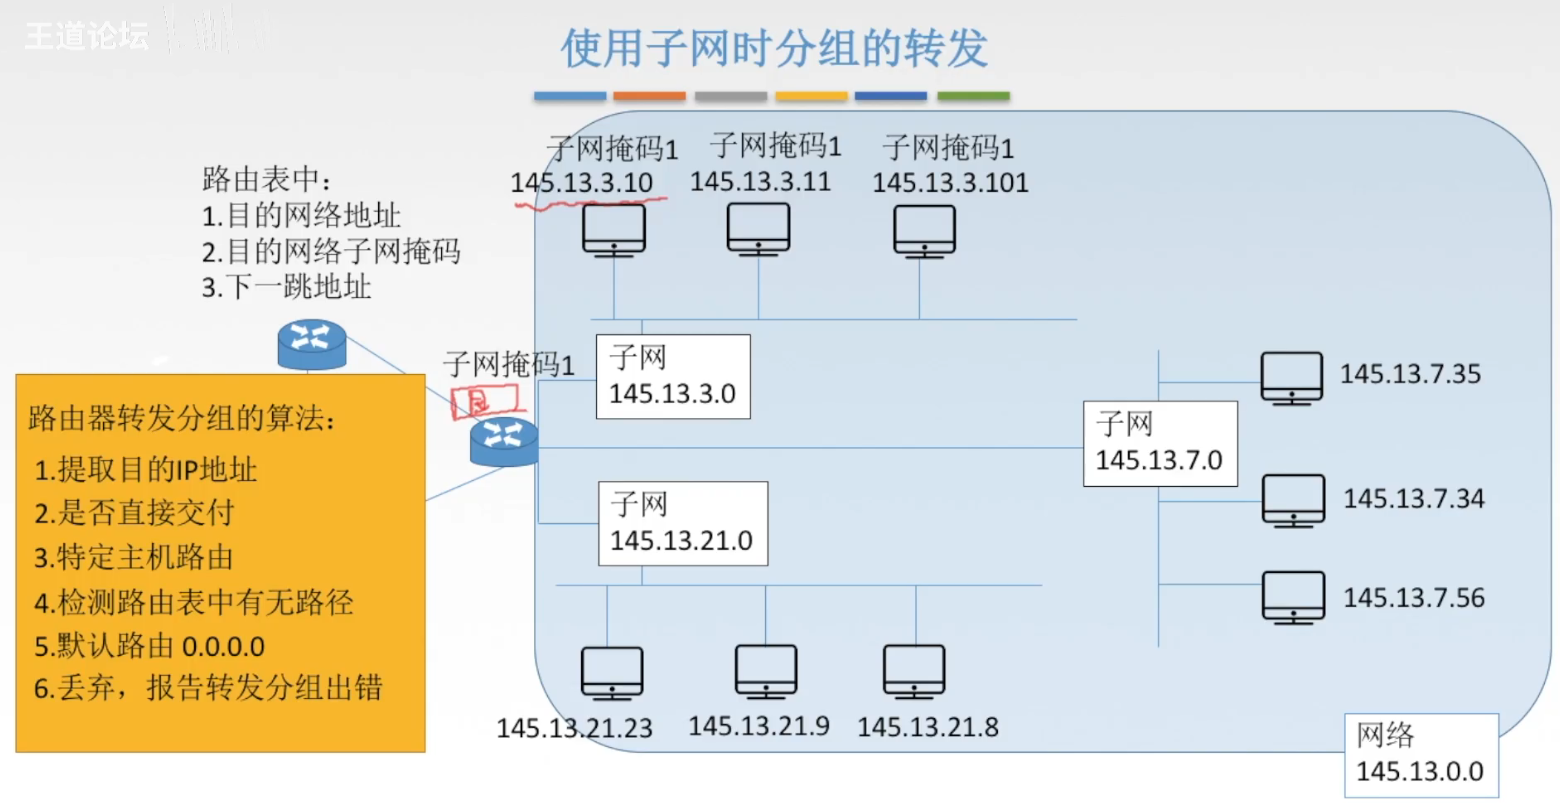 王道论坛
使用子网时分组的转发
子网掩码1
子网掩码1
子网掩码1
145.13.3.10
145.13.3.11
145.13.3.101
路由表中：
1.目的网络地址
2.目的网络子网掩码
3.下一跳地址
子网掩码1
子网
145.13.3.0
145.13.7.35
路由器转发分组的算法：
1.提取目的IP地址
2.是否直接交付
3.特定主机路由
4.检测路由表中有无路径
5.默认路由 0.0.0.0
6.丢弃，报告转发分组出错
子网
145.13.7.0
子网
145.13.21.0
145.13.7.34
145.13.7.56
145.13.21.23
145.13.21.9
145.13.21.8
网络
145.13.0.0